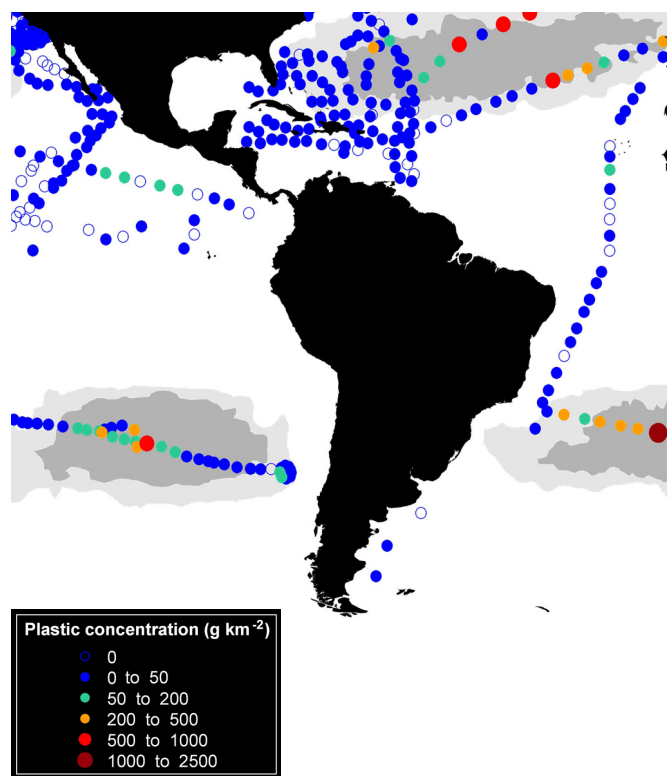 Plastic concentration (g km-2)
0
0 to 50
50 to 200
200 to 500
500 to 1000
1000 to 2500